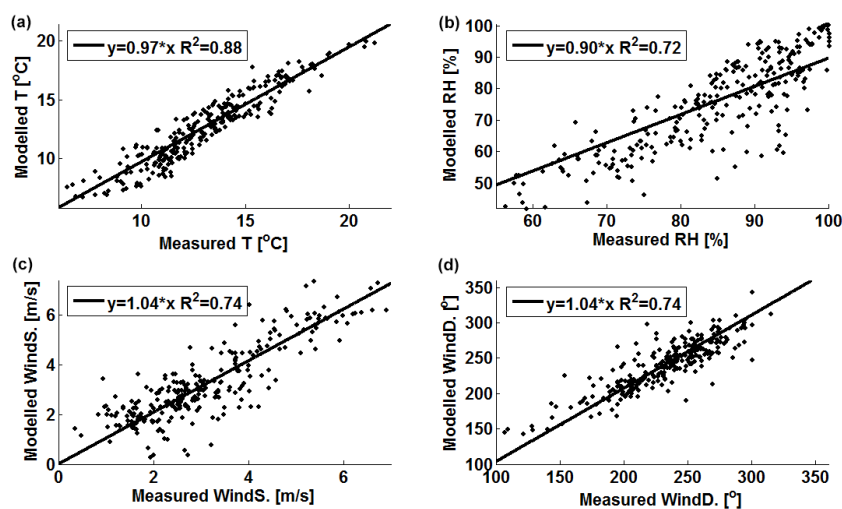 (a)
y=0.97*x R²=0.88
Modelled T [°C]
20
15
10
10 15 20
Measured T [°C]
(b)
y=0.90*x R²=0.72
Modelled RH [%]
100
90
80
70
60
50
60 70 80 90 100
Measured RH [%]
(c)
y=1.04*x R²=0.74
Modelled WindS. [m/s]
6
4
2
0
0 2 4 6
Measured WindS. [m/s]
(d)
y=1.04*x R²=0.74
Modelled WindD. [°]
350
300
250
200
150
100
100 150 200 250 300 350
Measured WindD. [°]